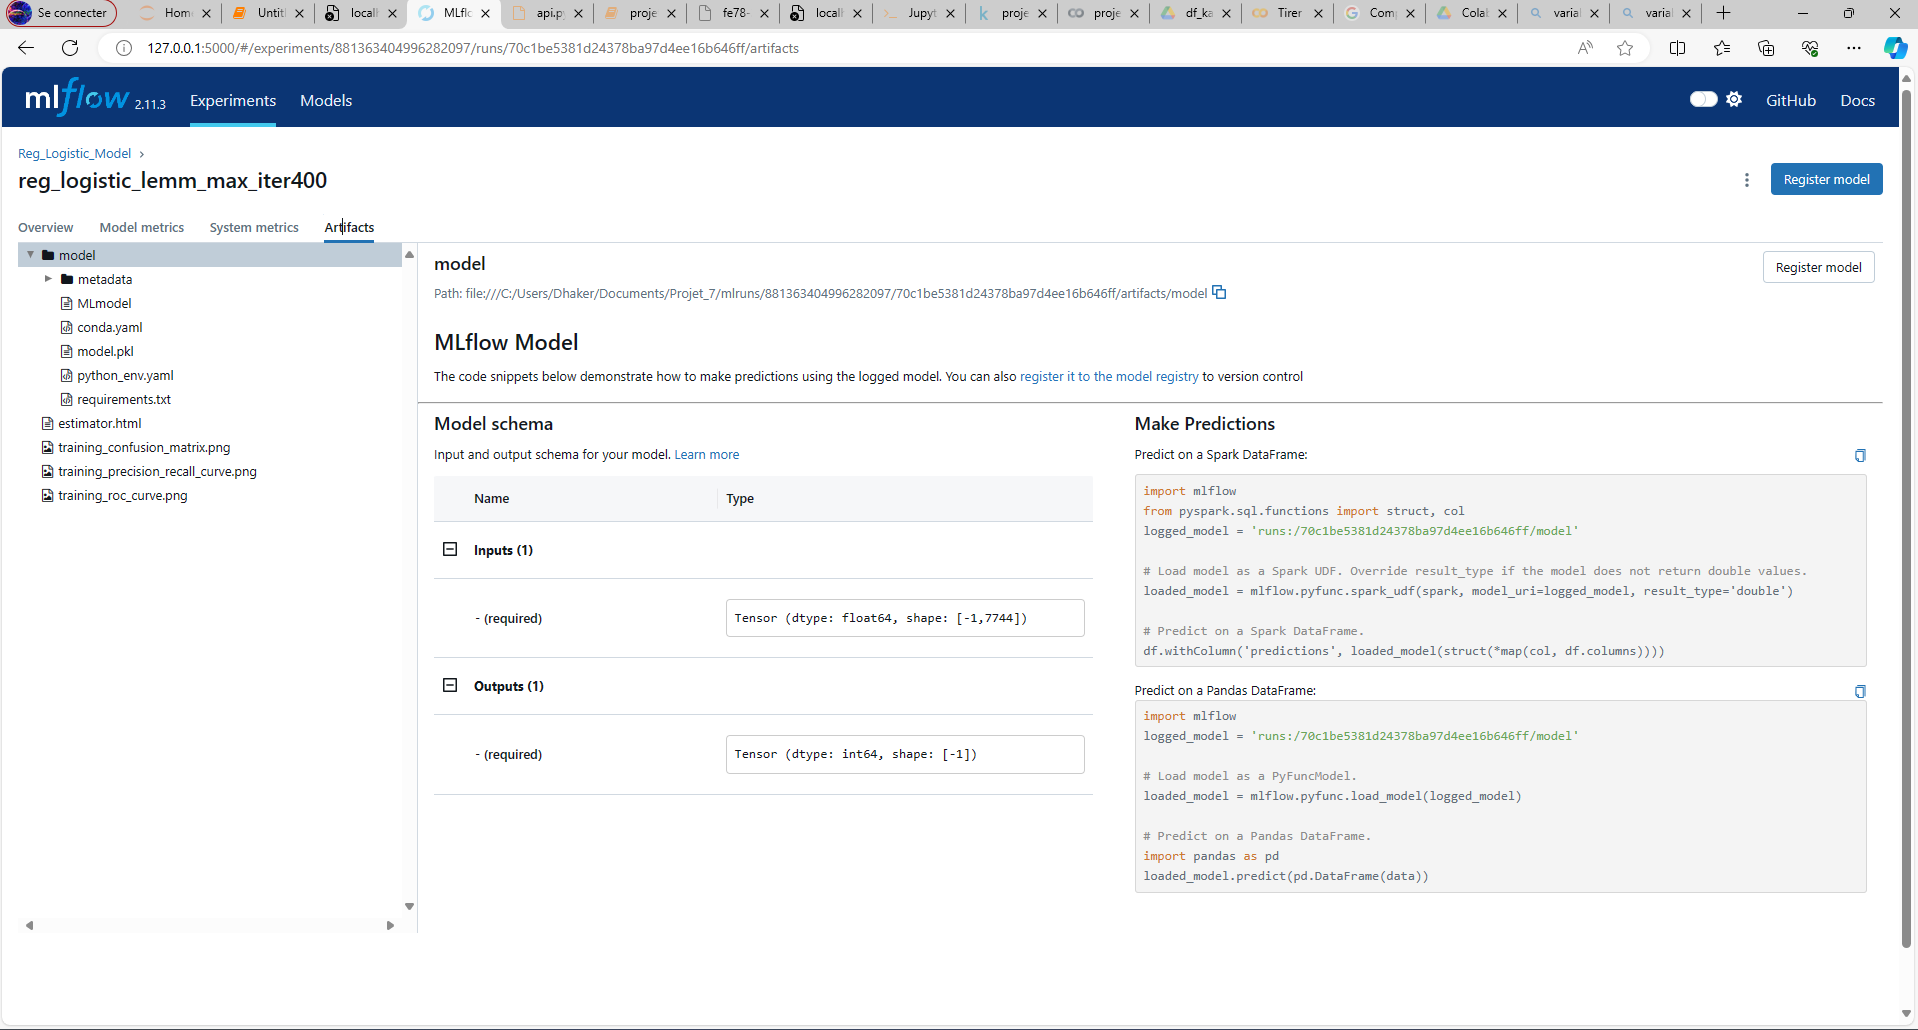 Se connecter
Hom
Untitl
localh
MLflo
api.py
proje
fe78-
localh
Jupyt
proje
proje
df_ka
Tirer
Comp
Colab
varial
varial
127.0.0.1:5000/#/experiments/881363404996282097/runs/70c1be5381d24378ba97d4ee16b646ff/artifacts
mlflow 2.11.3 Experiments Models GitHub Docs
Reg_Logistic_Model ›
reg_logistic_lemm_max_iter400
Register model
Overview Model metrics System metrics Artifacts
model
metadata
MLmodel
conda.yaml
model.pkl
python_env.yaml
requirements.txt
estimator.html
training_confusion_matrix.png
training_precision_recall_curve.png
training_roc_curve.png
model
Register model
Path: file:///C:/Users/Dhaker/Documents/Projet_7/mlruns/881363404996282097/70c1be5381d24378ba97d4ee16b646ff/artifacts/model
MLflow Model
The code snippets below demonstrate how to make predictions using the logged model. You can also register it to the model registry to version control
Model schema
Input and output schema for your model. Learn more
Name Type
Inputs (1)
- (required) Tensor (dtype: float64, shape: [-1,7744])
Outputs (1)
- (required) Tensor (dtype: int64, shape: [-1])
Make Predictions
Predict on a Spark DataFrame:
import mlflow
from pyspark.sql.functions import struct, col
logged_model = 'runs:/70c1be5381d24378ba97d4ee16b646ff/model'
# Load model as a Spark UDF. Override result_type if the model does not return double values.
loaded_model = mlflow.pyfunc.spark_udf(spark, model_uri=logged_model, result_type='double')
# Predict on a Spark DataFrame.
df.withColumn('predictions', loaded_model(struct(*map(col, df.columns))))
Predict on a Pandas DataFrame:
import mlflow
logged_model = 'runs:/70c1be5381d24378ba97d4ee16b646ff/model'
# Load model as a PyFuncModel.
loaded_model = mlflow.pyfunc.load_model(logged_model)
# Predict on a Pandas DataFrame.
import pandas as pd
loaded_model.predict(pd.DataFrame(data))